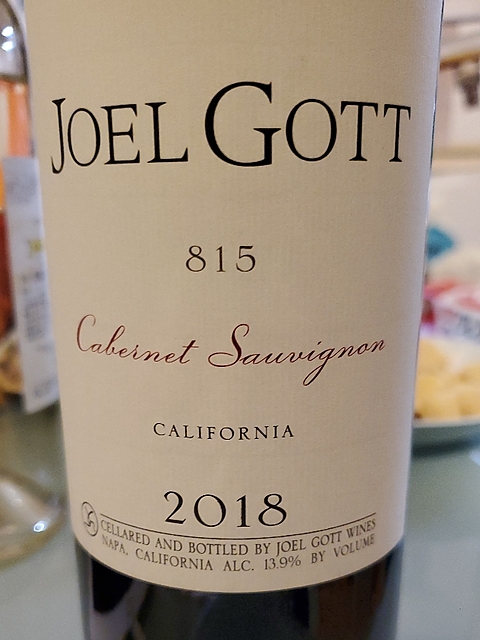 JOEL GOTT
815
Cabernet Sauvignon
CALIFORNIA
2018
CELLARED AND BOTTLED BY JOEL GOTT WINES
NAPA, CALIFORNIA ALC. 13.9% BY VOLUME